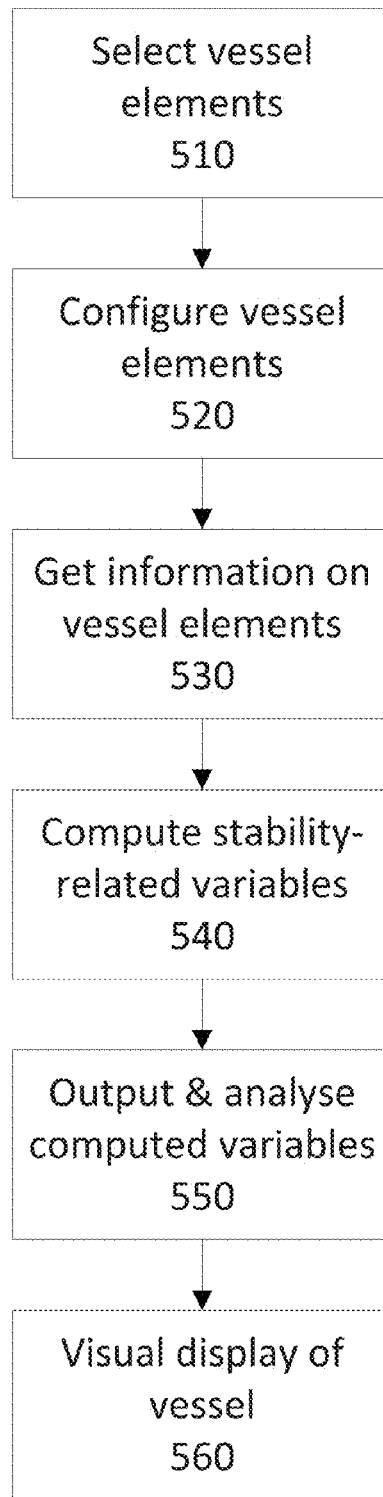 Select vessel
elements
510
Configure vessel
elements
520
Get information on
vessel elements
530
Compute stability-
related variables
540
Output & analyse
computed variables
550
Visual display of
vessel
560